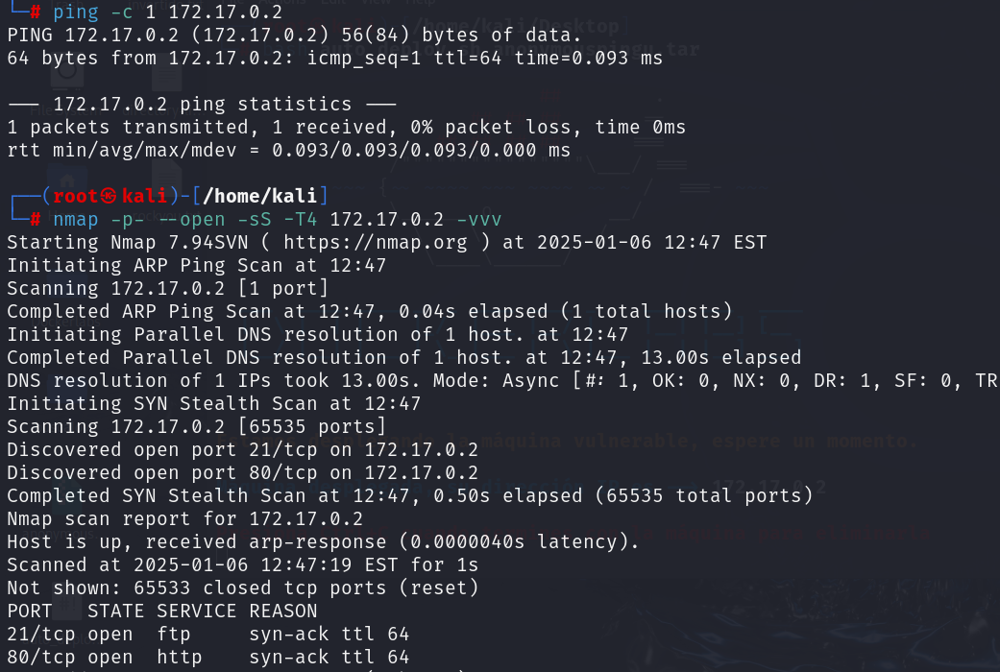 └─# ping -c 1 172.17.0.2
PING 172.17.0.2 (172.17.0.2) 56(84) bytes of data.
64 bytes from 172.17.0.2: icmp_seq=1 ttl=64 time=0.093 ms
─── 172.17.0.2 ping statistics ───
1 packets transmitted, 1 received, 0% packet loss, time 0ms
rtt min/avg/max/mdev = 0.093/0.093/0.093/0.000 ms
┌──(root㉿kali)-[/home/kali]
└─# nmap -p- --open -sS -T4 172.17.0.2 -vvv
Starting Nmap 7.94SVN ( https://nmap.org ) at 2025-01-06 12:47 EST
Initiating ARP Ping Scan at 12:47
Scanning 172.17.0.2 [1 port]
Completed ARP Ping Scan at 12:47, 0.04s elapsed (1 total hosts)
Initiating Parallel DNS resolution of 1 host. at 12:47
Completed Parallel DNS resolution of 1 host. at 12:47, 13.00s elapsed
DNS resolution of 1 IPs took 13.00s. Mode: Async [#: 1, OK: 0, NX: 0, DR: 1, SF: 0, TR
Initiating SYN Stealth Scan at 12:47
Scanning 172.17.0.2 [65535 ports]
Discovered open port 21/tcp on 172.17.0.2
Discovered open port 80/tcp on 172.17.0.2
Completed SYN Stealth Scan at 12:47, 0.50s elapsed (65535 total ports)
Nmap scan report for 172.17.0.2
Host is up, received arp-response (0.0000040s latency).
Scanned at 2025-01-06 12:47:19 EST for 1s
Not shown: 65533 closed tcp ports (reset)
PORT   STATE SERVICE REASON
21/tcp open  ftp     syn-ack ttl 64
80/tcp open  http    syn-ack ttl 64